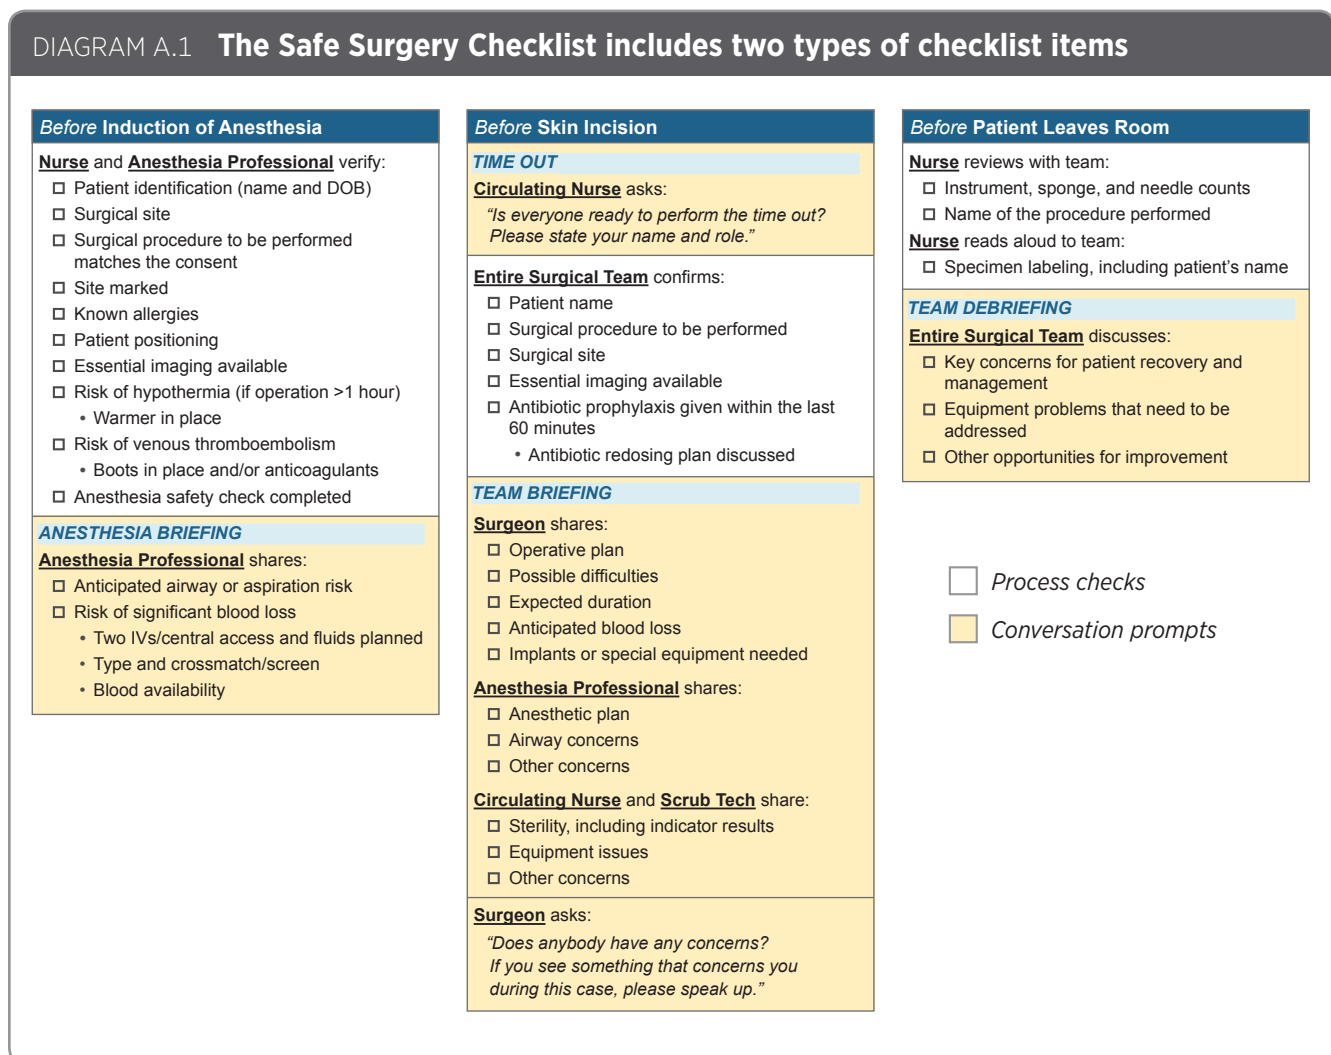 DIAGRAM A.1 The Safe Surgery Checklist includes two types of checklist items
Before Induction of Anesthesia
Nurse and Anesthesia Professional verify:
Patient identification (name and DOB)
Surgical site
Surgical procedure to be performed
matches the consent
Site marked
Known allergies
Patient positioning
Essential imaging available
Risk of hypothermia (if operation >1 hour)
• Warmer in place
Risk of venous thromboembolism
• Boots in place and/or anticoagulants
Anesthesia safety check completed
ANESTHESIA BRIEFING
Anesthesia Professional shares:
Anticipated airway or aspiration risk
Risk of significant blood loss
• Two IVs/central access and fluids planned
• Type and crossmatch/screen
• Blood availability
Before Skin Incision
TIME OUT
Circulating Nurse asks:
“Is everyone ready to perform the time out?
Please state your name and role.”
Entire Surgical Team confirms:
Patient name
Surgical procedure to be performed
Surgical site
Essential imaging available
Antibiotic prophylaxis given within the last
60 minutes
• Antibiotic redosing plan discussed
TEAM BRIEFING
Surgeon shares:
Operative plan
Possible difficulties
Expected duration
Anticipated blood loss
Implants or special equipment needed
Anesthesia Professional shares:
Anesthetic plan
Airway concerns
Other concerns
Circulating Nurse and Scrub Tech share:
Sterility, including indicator results
Equipment issues
Other concerns
Surgeon asks:
“Does anybody have any concerns?
If you see something that concerns you
during this case, please speak up.”
Before Patient Leaves Room
Nurse reviews with team:
Instrument, sponge, and needle counts
Name of the procedure performed
Nurse reads aloud to team:
Specimen labeling, including patient’s name
TEAM DEBRIEFING
Entire Surgical Team discusses:
Key concerns for patient recovery and
management
Equipment problems that need to be
addressed
Other opportunities for improvement
Process checks
Conversation prompts